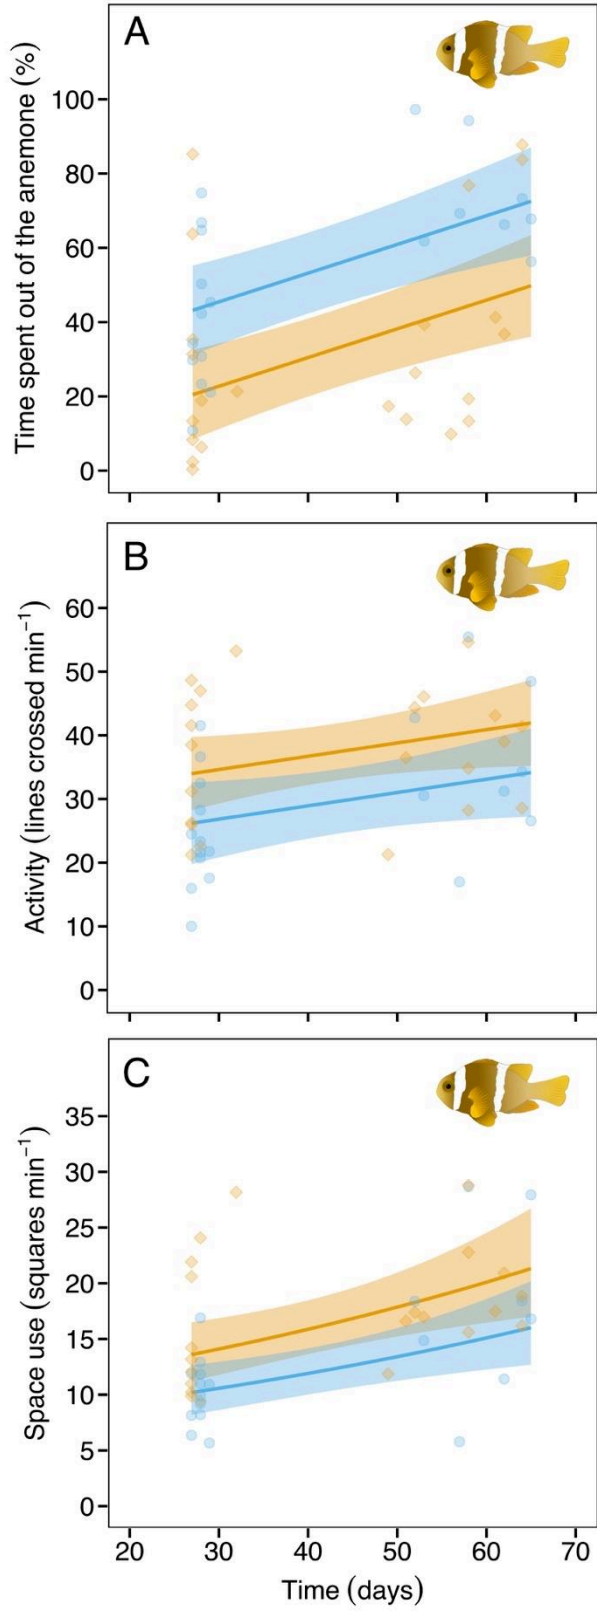 A
Time spent out of the anemone (%)
100
80
60
40
20
0
B
Activity (lines crossed min⁻¹)
60
50
40
30
20
10
0
C
Space use (squares min⁻¹)
35
30
25
20
15
10
5
0
20 30 40 50 60 70
Time (days)